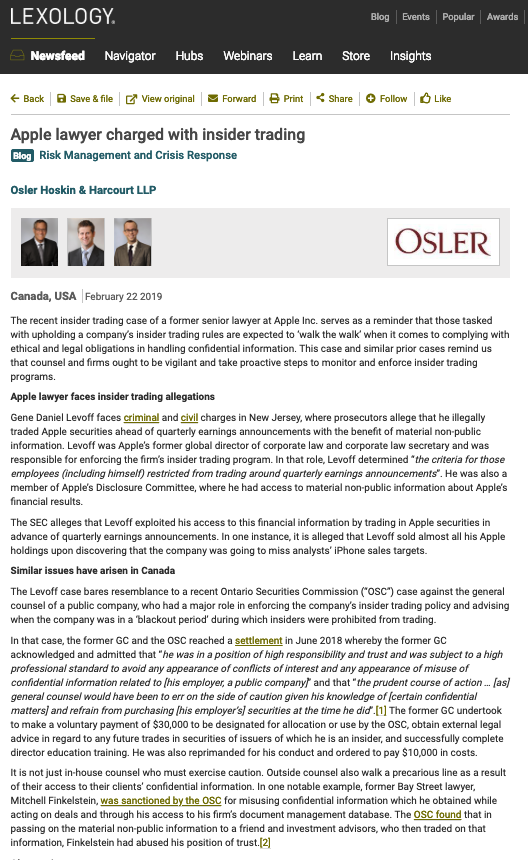 LEXOLOGY.
Blog | Events | Popular | Awards
Newsfeed Navigator Hubs Webinars Learn Store Insights
Back | Save & file | View original | Forward | Print | Share | Follow | Like
Apple lawyer charged with insider trading
Blog Risk Management and Crisis Response
Osler Hoskin & Harcourt LLP
OSLER
Canada, USA | February 22 2019
The recent insider trading case of a former senior lawyer at Apple Inc. serves as a reminder that those tasked
with upholding a company's insider trading rules are expected to 'walk the walk' when it comes to complying with
ethical and legal obligations in handling confidential information. This case and similar prior cases remind us
that counsel and firms ought to be vigilant and take proactive steps to monitor and enforce insider trading
programs.
Apple lawyer faces insider trading allegations
Gene Daniel Levoff faces criminal and civil charges in New Jersey, where prosecutors allege that he illegally
traded Apple securities ahead of quarterly earnings announcements with the benefit of material non-public
information. Levoff was Apple's former global director of corporate law and corporate law secretary and was
responsible for enforcing the firm's insider trading program. In that role, Levoff determined "the criteria for those
employees (including himself) restricted from trading around quarterly earnings announcements". He was also a
member of Apple's Disclosure Committee, where he had access to material non-public information about Apple's
financial results.
The SEC alleges that Levoff exploited his access to this financial information by trading in Apple securities in
advance of quarterly earnings announcements. In one instance, it is alleged that Levoff sold almost all his Apple
holdings upon discovering that the company was going to miss analysts' iPhone sales targets.
Similar issues have arisen in Canada
The Levoff case bares resemblance to a recent Ontario Securities Commission ("OSC") case against the general
counsel of a public company, who had a major role in enforcing the company's insider trading policy and advising
when the company was in a 'blackout period' during which insiders were prohibited from trading.
In that case, the former GC and the OSC reached a settlement in June 2018 whereby the former GC
acknowledged and admitted that "he was in a position of high responsibility and trust and was subject to a high
professional standard to avoid any appearance of conflicts of interest and any appearance of misuse of
confidential information related to [his employer, a public company]" and that "the prudent course of action … [as]
general counsel would have been to err on the side of caution given his knowledge of [certain confidential
matters] and refrain from purchasing [his employer's] securities at the time he did".[1] The former GC undertook
to make a voluntary payment of $30,000 to be designated for allocation or use by the OSC, obtain external legal
advice in regard to any future trades in securities of issuers of which he is an insider, and successfully complete
director education training. He was also reprimanded for his conduct and ordered to pay $10,000 in costs.
It is not just in-house counsel who must exercise caution. Outside counsel also walk a precarious line as a result
of their access to their clients' confidential information. In one notable example, former Bay Street lawyer,
Mitchell Finkelstein, was sanctioned by the OSC for misusing confidential information which he obtained while
acting on deals and through his access to his firm's document management database. The OSC found that in
passing on the material non-public information to a friend and investment advisors, who then traded on that
information, Finkelstein had abused his position of trust.[2]